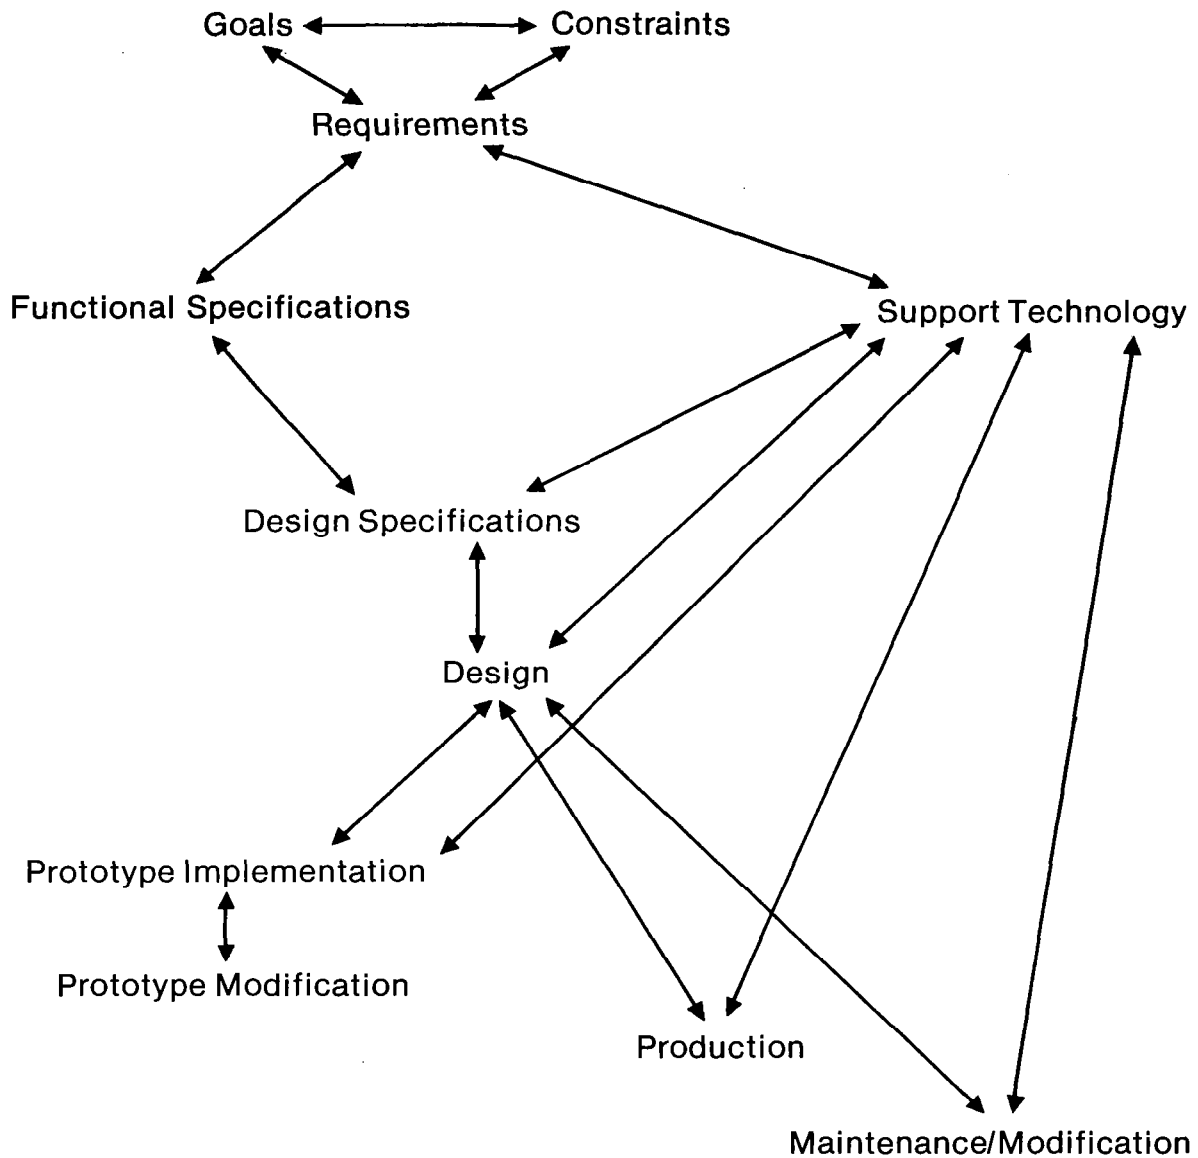 Goals
Constraints
Requirements
Functional Specifications
Support Technology
Design Specifications
Design
Prototype Implementation
Prototype Modification
Production
Maintenance/Modification